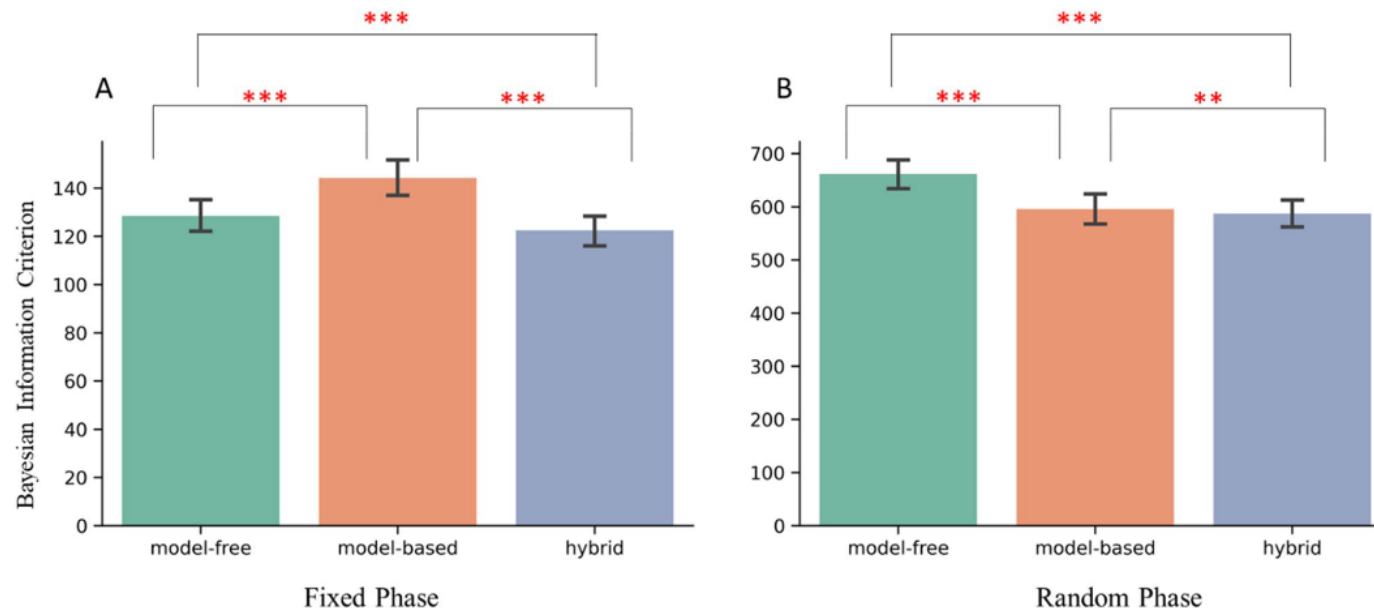 ***
***
A
***
***
B
***
**
Bayesian Information Criterion
140
120
100
80
60
40
20
0
model-free
model-based
hybrid
Fixed Phase
700
600
500
400
300
200
100
0
model-free
model-based
hybrid
Random Phase